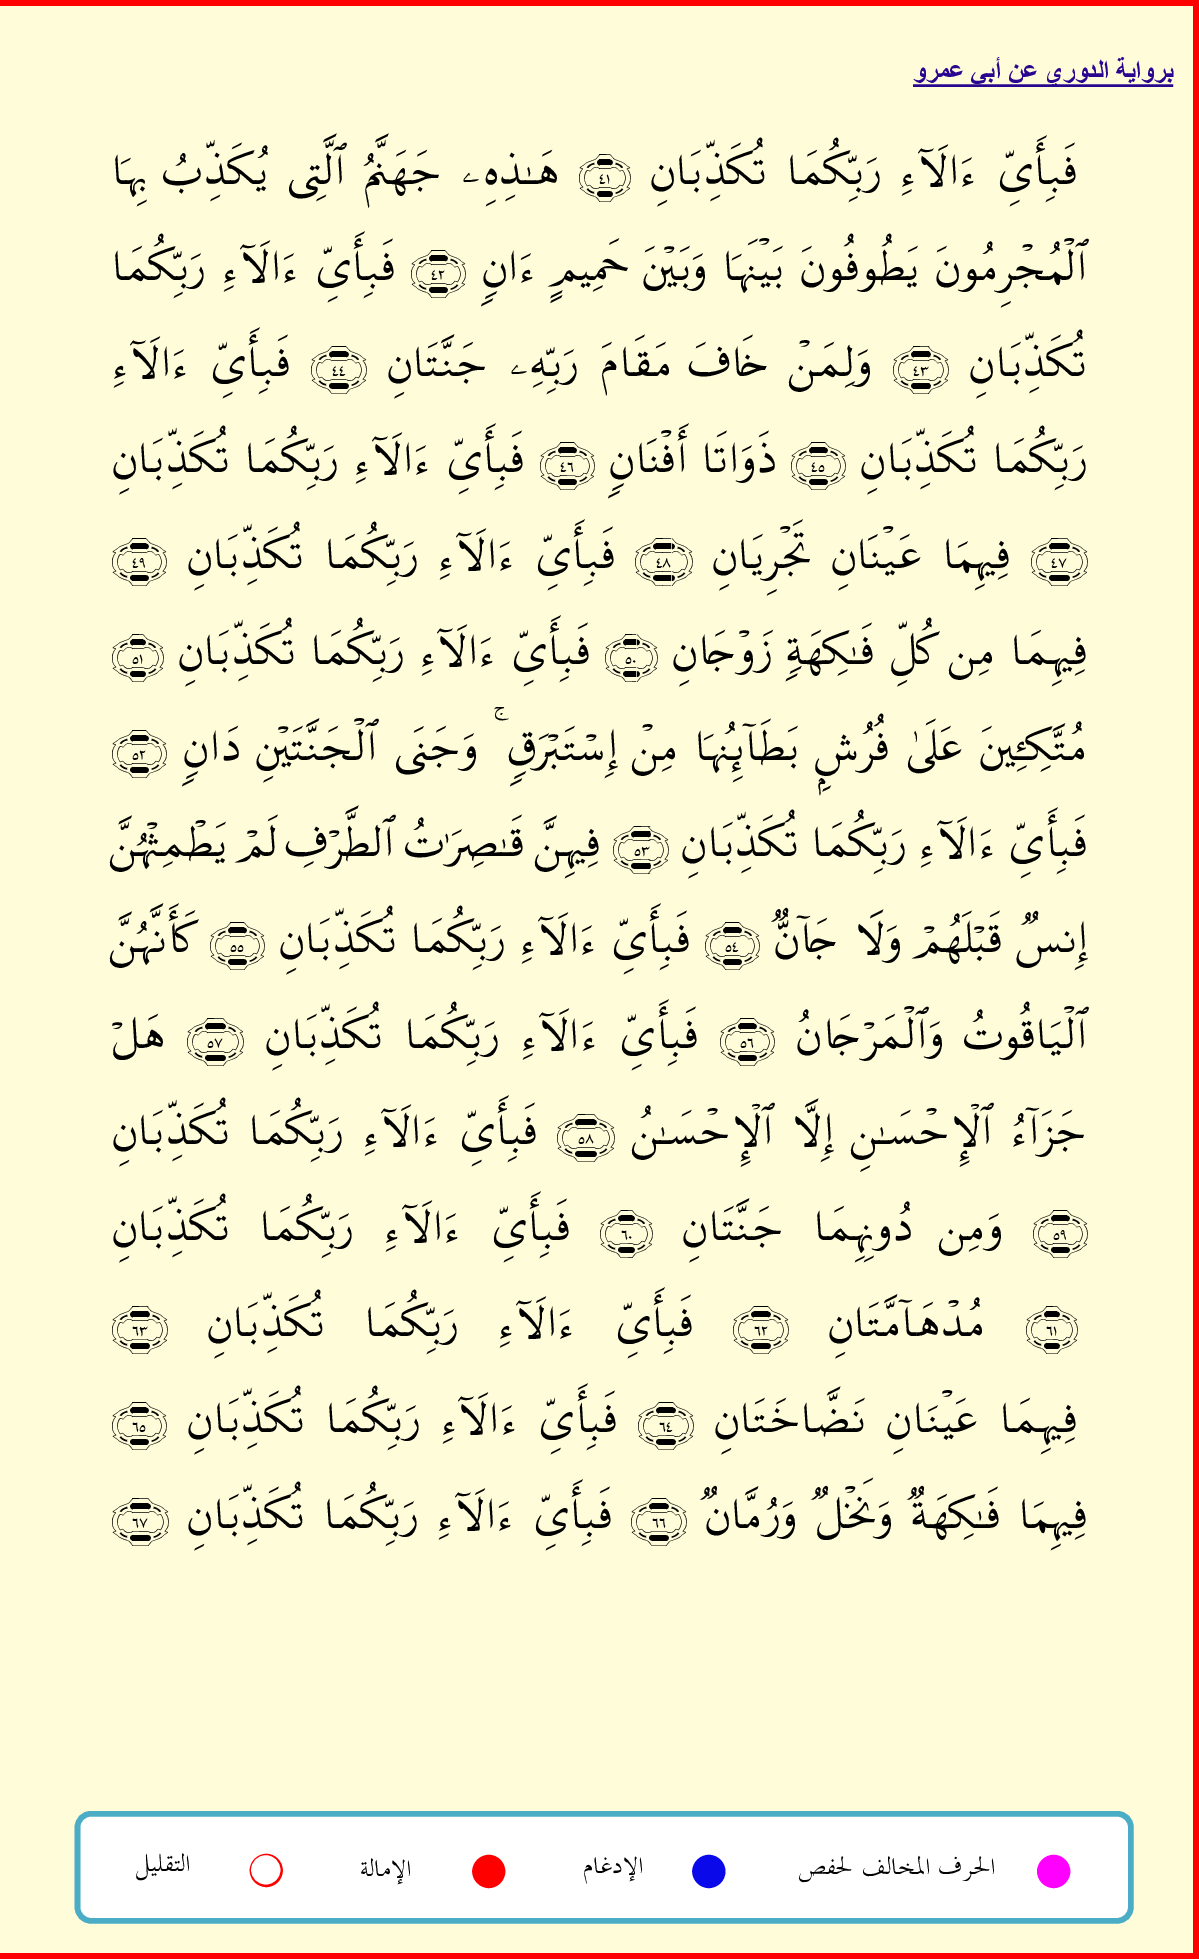 برواية الدوري عن أبي عمرو
فَبِأَيِّ ءَالَآءِ رَبِّكُمَا تُكَذِّبَانِ ٤١ هَـٰذِهِۦ جَهَنَّمُ ٱلَّتِى يُكَذِّبُ بِهَا
ٱلْمُجْرِمُونَ يَطُوفُونَ بَيْنَهَا وَبَيْنَ حَمِيمٍ ءَانٍ ٤٢ فَبِأَيِّ ءَالَآءِ رَبِّكُمَا
تُكَذِّبَانِ ٤٣ وَلِمَنْ خَافَ مَقَامَ رَبِّهِۦ جَنَّتَانِ ٤٤ فَبِأَيِّ ءَالَآءِ
رَبِّكُمَا تُكَذِّبَانِ ٤٥ ذَوَاتَا أَفْنَانٍ ٤٦ فَبِأَيِّ ءَالَآءِ رَبِّكُمَا تُكَذِّبَانِ
٤٧ فِيهِمَا عَيْنَانِ تَجْرِيَانِ ٤٨ فَبِأَيِّ ءَالَآءِ رَبِّكُمَا تُكَذِّبَانِ ٤٩
فِيهِمَا مِن كُلِّ فَـٰكِهَةٍ زَوْجَانِ ٥٠ فَبِأَيِّ ءَالَآءِ رَبِّكُمَا تُكَذِّبَانِ ٥١
مُتَّكِـِٔينَ عَلَىٰ فُرُشٍۭ بَطَآئِنُهَا مِنْ إِسْتَبْرَقٍ ۚ وَجَنَى ٱلْجَنَّتَيْنِ دَانٍ ٥٢
فَبِأَيِّ ءَالَآءِ رَبِّكُمَا تُكَذِّبَانِ ٥٣ فِيهِنَّ قَـٰصِرَٰتُ ٱلطَّرْفِ لَمْ يَطْمِثْهُنَّ
إِنسٌ قَبْلَهُمْ وَلَا جَآنٌّ ٥٤ فَبِأَيِّ ءَالَآءِ رَبِّكُمَا تُكَذِّبَانِ ٥٥ كَأَنَّهُنَّ
ٱلْيَاقُوتُ وَٱلْمَرْجَانُ ٥٦ فَبِأَيِّ ءَالَآءِ رَبِّكُمَا تُكَذِّبَانِ ٥٧ هَلْ
جَزَآءُ ٱلْإِحْسَـٰنِ إِلَّا ٱلْإِحْسَـٰنُ ٥٨ فَبِأَيِّ ءَالَآءِ رَبِّكُمَا تُكَذِّبَانِ
٥٩ وَمِن دُونِهِمَا جَنَّتَانِ ٦٠ فَبِأَيِّ ءَالَآءِ رَبِّكُمَا تُكَذِّبَانِ
٦١ مُدْهَآمَّتَانِ ٦٢ فَبِأَيِّ ءَالَآءِ رَبِّكُمَا تُكَذِّبَانِ ٦٣
فِيهِمَا عَيْنَانِ نَضَّاخَتَانِ ٦٤ فَبِأَيِّ ءَالَآءِ رَبِّكُمَا تُكَذِّبَانِ ٦٥
فِيهِمَا فَـٰكِهَةٌ وَنَخْلٌ وَرُمَّانٌ ٦٦ فَبِأَيِّ ءَالَآءِ رَبِّكُمَا تُكَذِّبَانِ ٦٧
الحرف المخالف لحفص الإدغام الإمالة التقليل